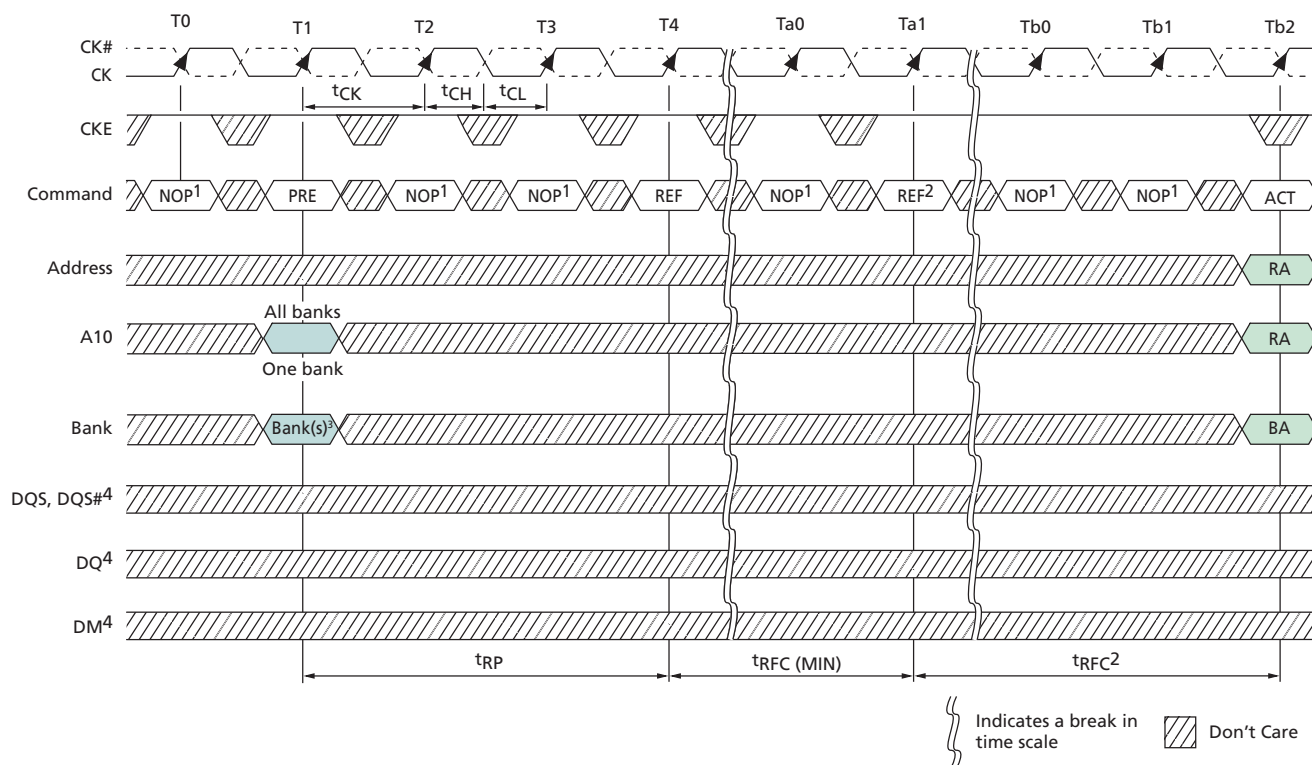 T0 T1 T2 T3 T4 Ta0 Ta1 Tb0 Tb1 Tb2
CK#
CK
tCK tCH tCL
CKE
Command NOP1 PRE NOP1 NOP1 REF NOP1 REF2 NOP1 NOP1 ACT
Address RA
All banks
A10 RA
One bank
Bank Bank(s)3 BA
DQS, DQS#4
DQ4
DM4
tRP tRFC (MIN) tRFC2
Indicates a break in
time scale
Don't Care